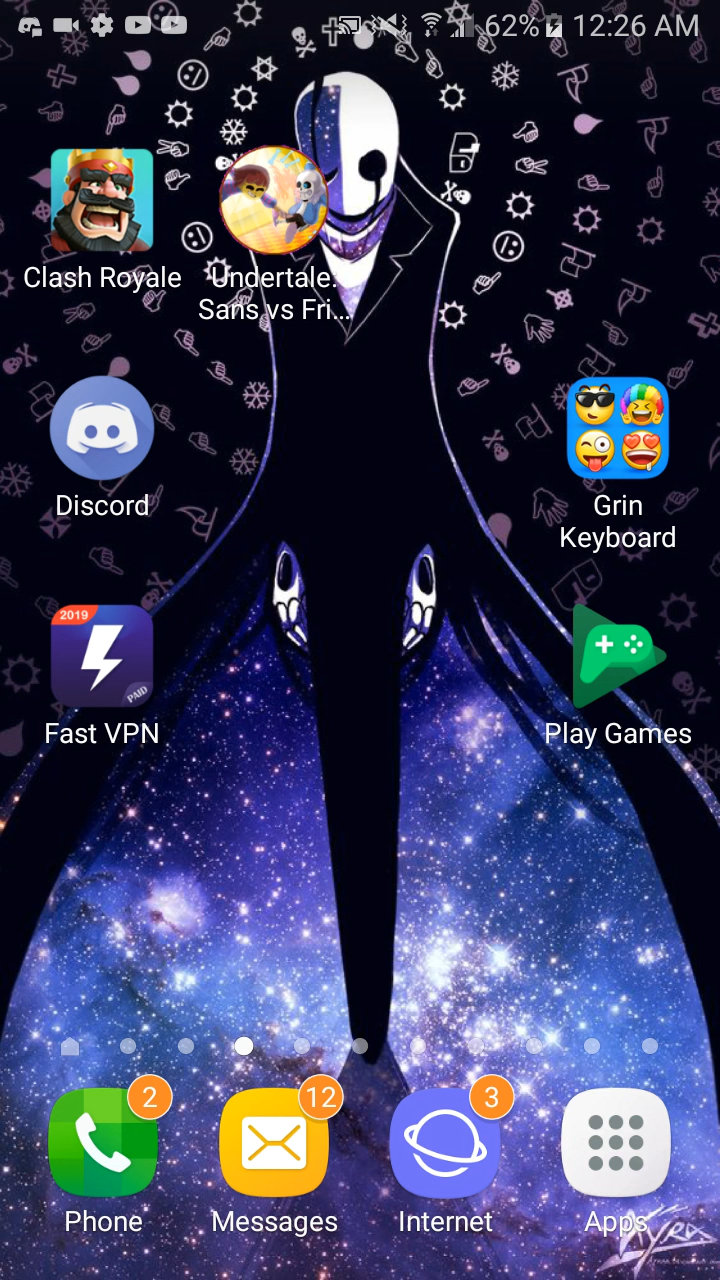 62% 12:26 AM
Clash Royale
Undertale:
Sans vs Fri...
Discord
Grin
Keyboard
2019
PAID
Fast VPN
Play Games
2
12
3
Phone
Messages
Internet
Apps